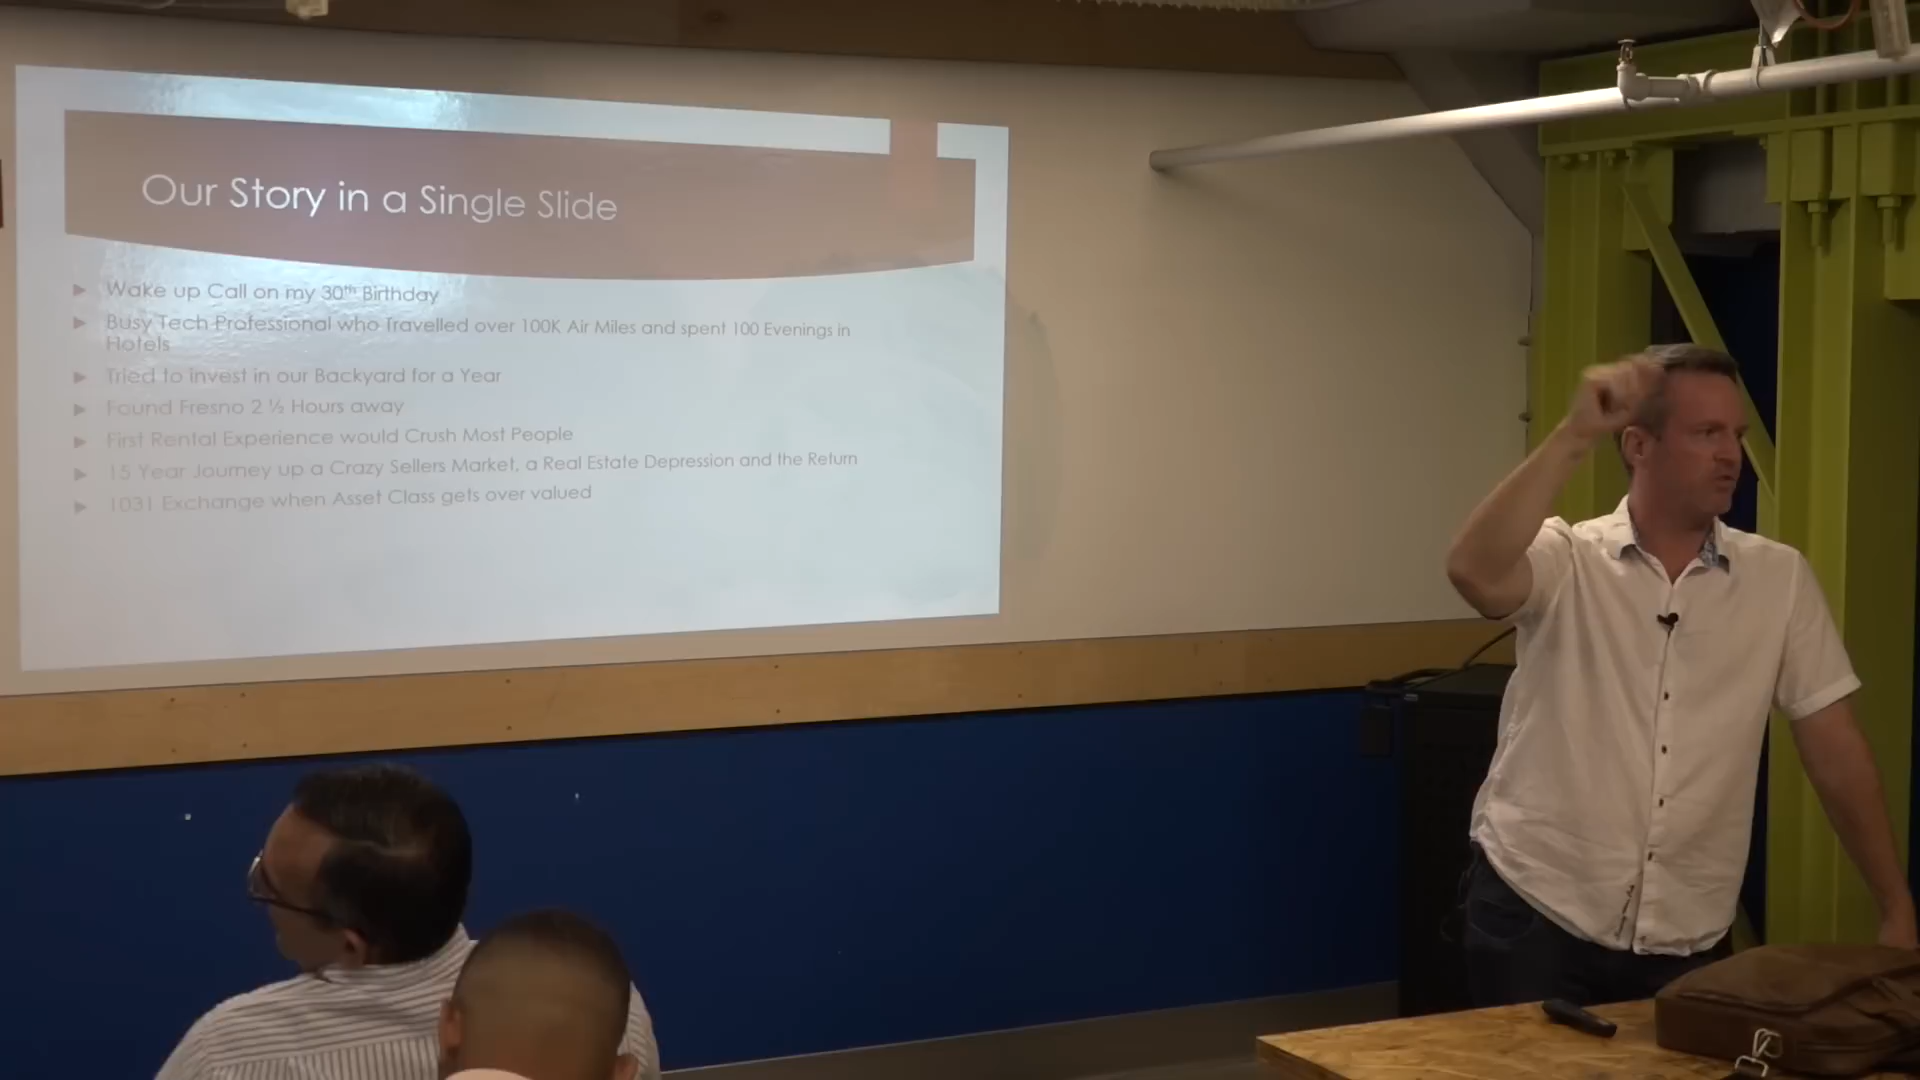 Our Story in a Single Slide
Wake up Call on my 30th Birthday
Busy Tech Professional who Travelled over 100K Air Miles and spent 100 Evenings in
Hotels
Tried to invest in our Backyard for a Year
Found Fresno 2 ½ Hours away
First Rental Experience would Crush Most People
15 Year Journey up a Crazy Sellers Market, a Real Estate Depression and the Return
1031 Exchange when Asset Class gets over valued